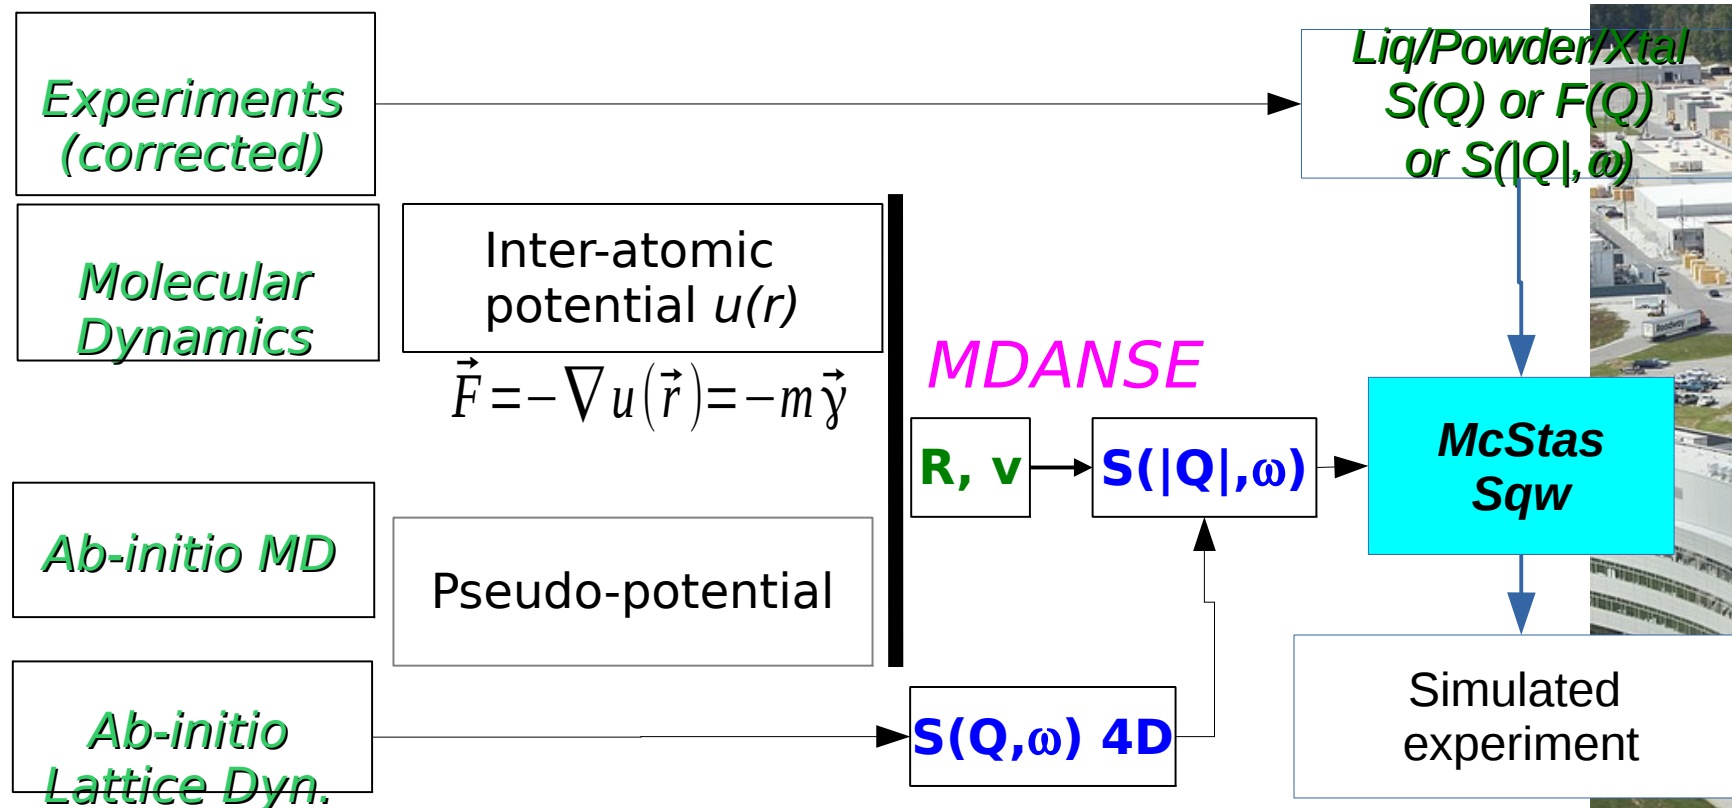 Experiments
(corrected)
Liq/Powder/Xtal
S(Q) or F(Q)
or S(|Q|,ω)
Molecular
Dynamics
Inter-atomic
potential u(r)
F⃗ = −∇u(r⃗) = −mγ⃗
MDANSE
R, v
S(|Q|,ω)
McStas
Sqw
Ab-initio MD
Pseudo-potential
Ab-initio
Lattice Dyn.
S(Q,ω) 4D
Simulated
experiment